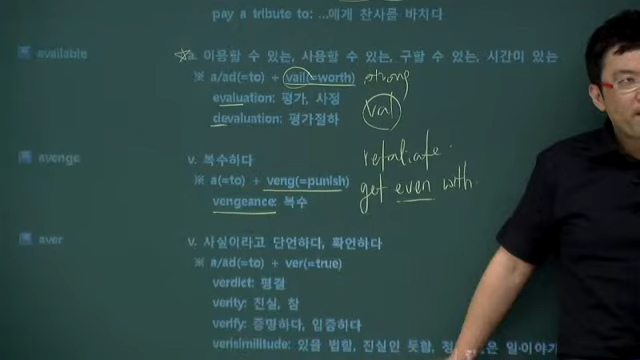 pay a tribute to: ...에게 찬사를 바치다
available
☆a. 이용할 수 있는, 사용할 수 있는, 구할 수 있는, 시간이 있는
※ a/ad(=to) + vail(=worth) strong
evaluation: 평가, 사정
val
devaluation: 평가절하
avenge
v. 복수하다
retaliate.
※ a(=to) + veng(=punish)
get even with
vengeance: 복수
aver
v. 사실이라고 단언하다, 확언하다
※ a/ad(=to) + ver(=true)
verdict: 평결
verity: 진실, 참
verify: 증명하다, 입증하다
verisimilitude: 있을 법함, 진실인 듯함,